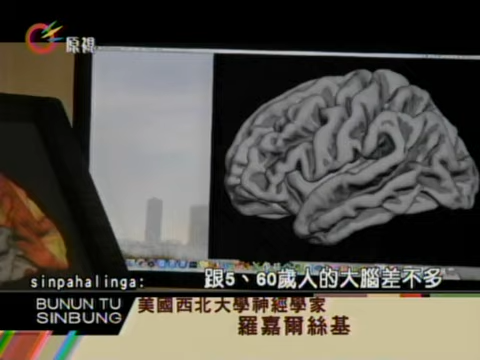 原視
sinpahalinga:
跟5、60歲人的大腦差不多
BUNUN TU
SINBUNG
美國西北大學神經學家
羅嘉爾絲基